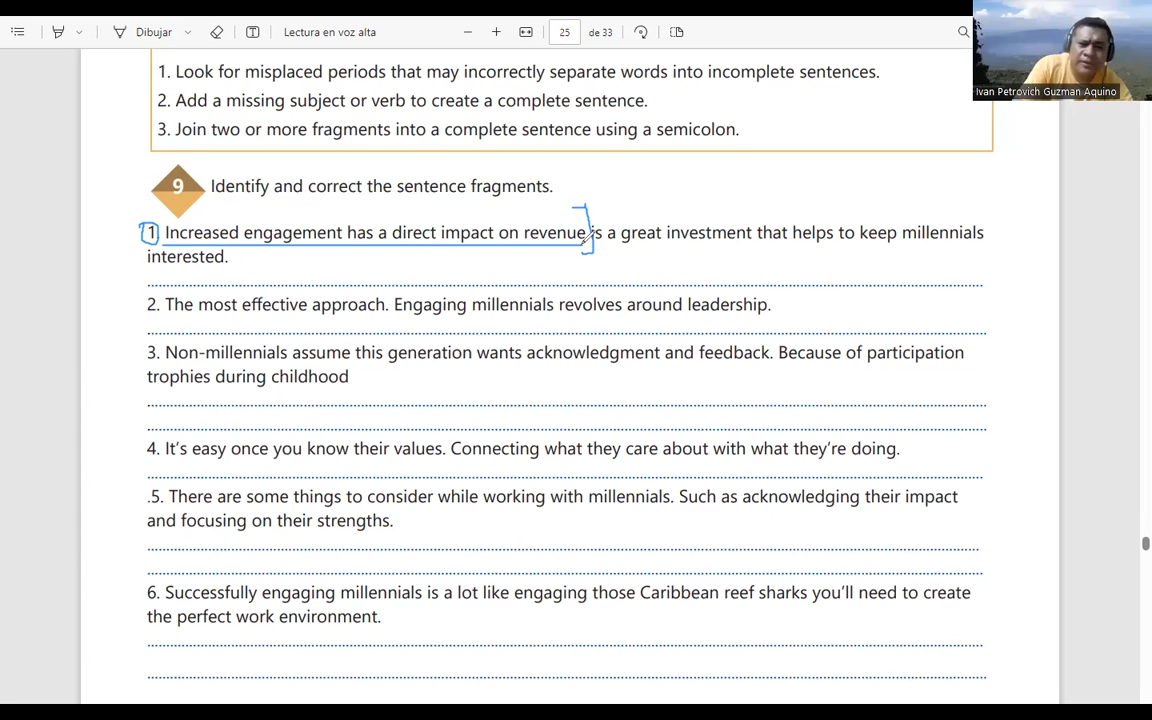 Dibujar
Lectura en voz alta
25
de 33
Ivan Petrovich Guzman Aquino
1. Look for misplaced periods that may incorrectly separate words into incomplete sentences.
2. Add a missing subject or verb to create a complete sentence.
3. Join two or more fragments into a complete sentence using a semicolon.
9 Identify and correct the sentence fragments.
1. Increased engagement has a direct impact on revenue is a great investment that helps to keep millennials
interested.
2. The most effective approach. Engaging millennials revolves around leadership.
3. Non-millennials assume this generation wants acknowledgment and feedback. Because of participation
trophies during childhood
4. It's easy once you know their values. Connecting what they care about with what they're doing.
.5. There are some things to consider while working with millennials. Such as acknowledging their impact
and focusing on their strengths.
6. Successfully engaging millennials is a lot like engaging those Caribbean reef sharks you'll need to create
the perfect work environment.